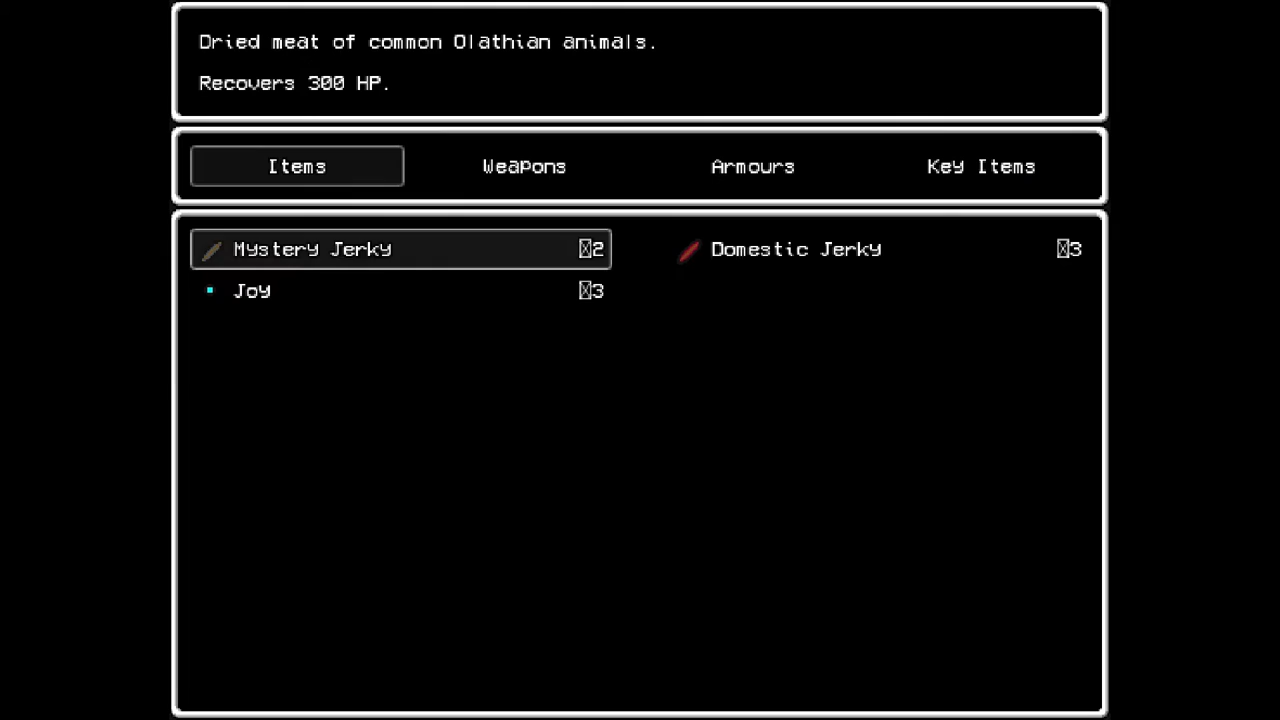 Dried meat of common Olathian animals.
Recovers 300 HP.
Items Weapons Armours Key Items
Mystery Jerky 2 Domestic Jerky 3
Joy 3